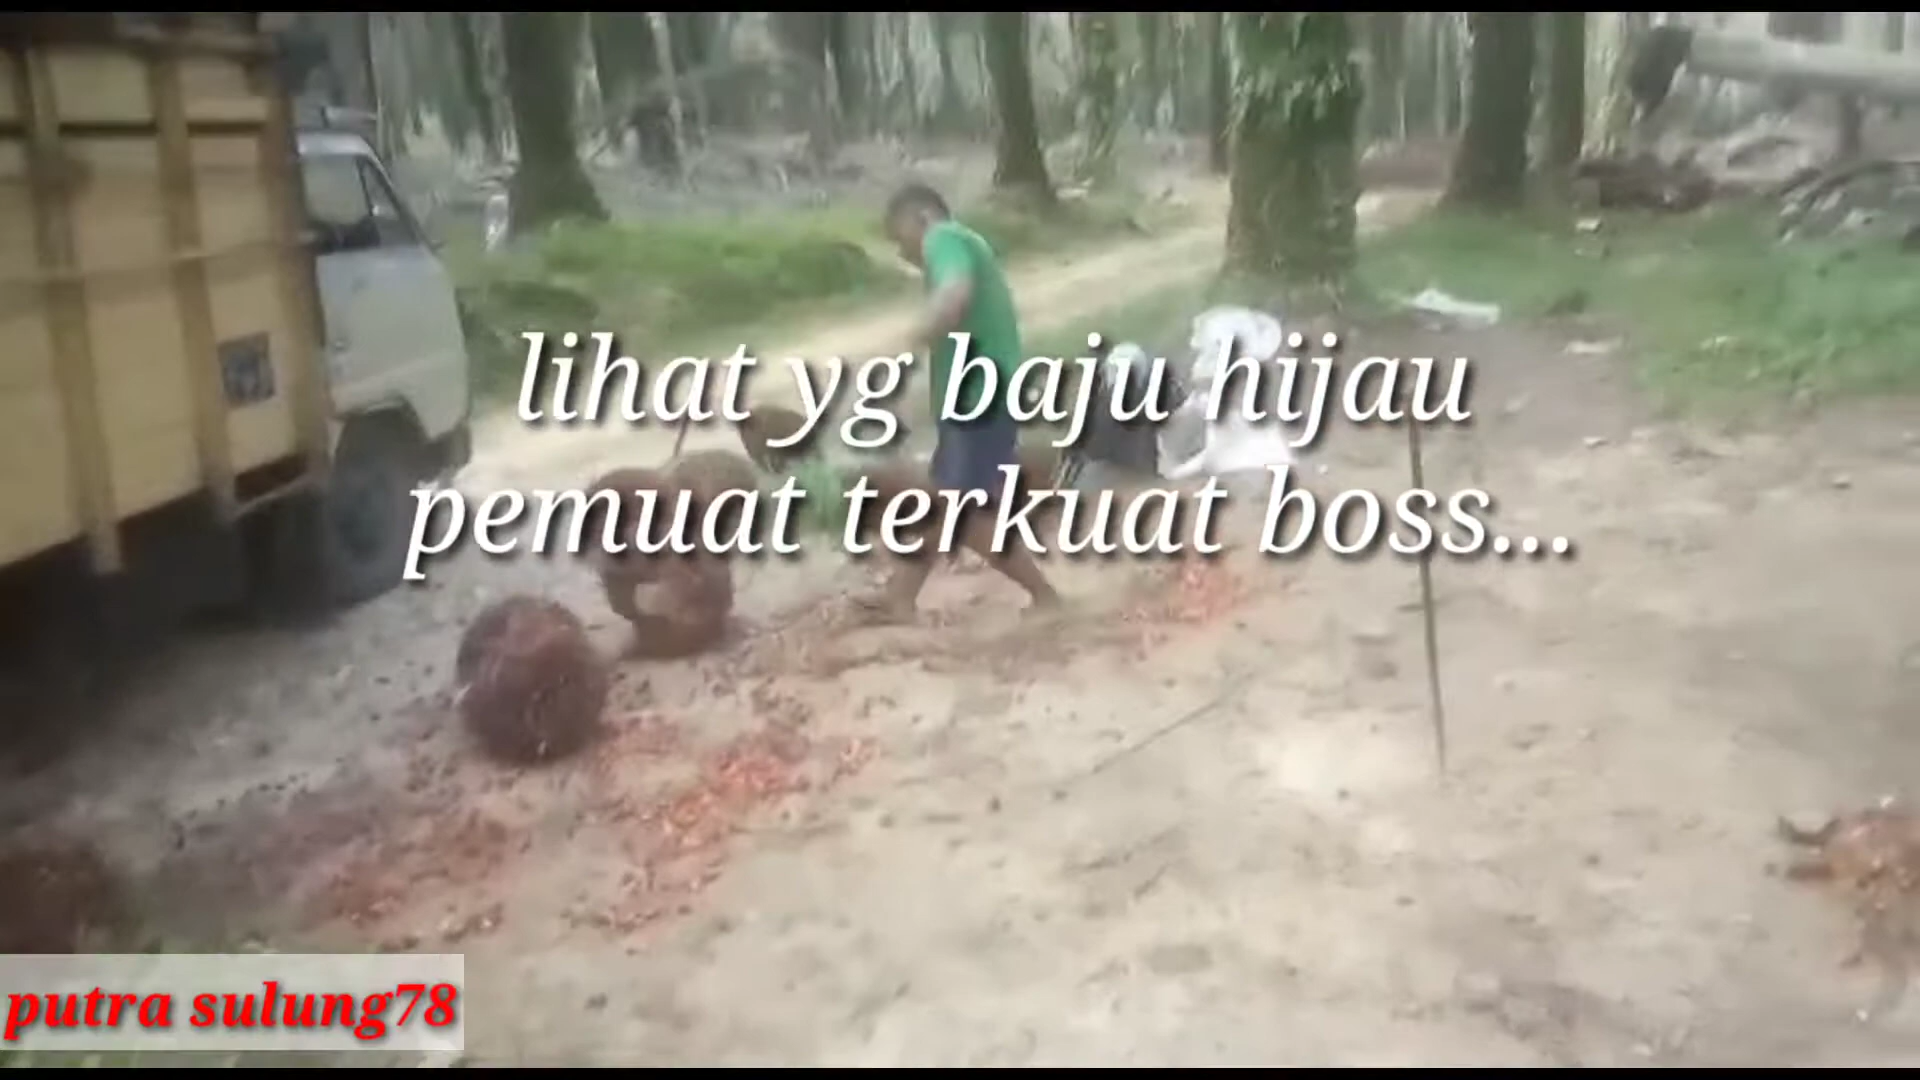 lihat yg baju hijau
pemuat terkuat boss...
putra sulung78